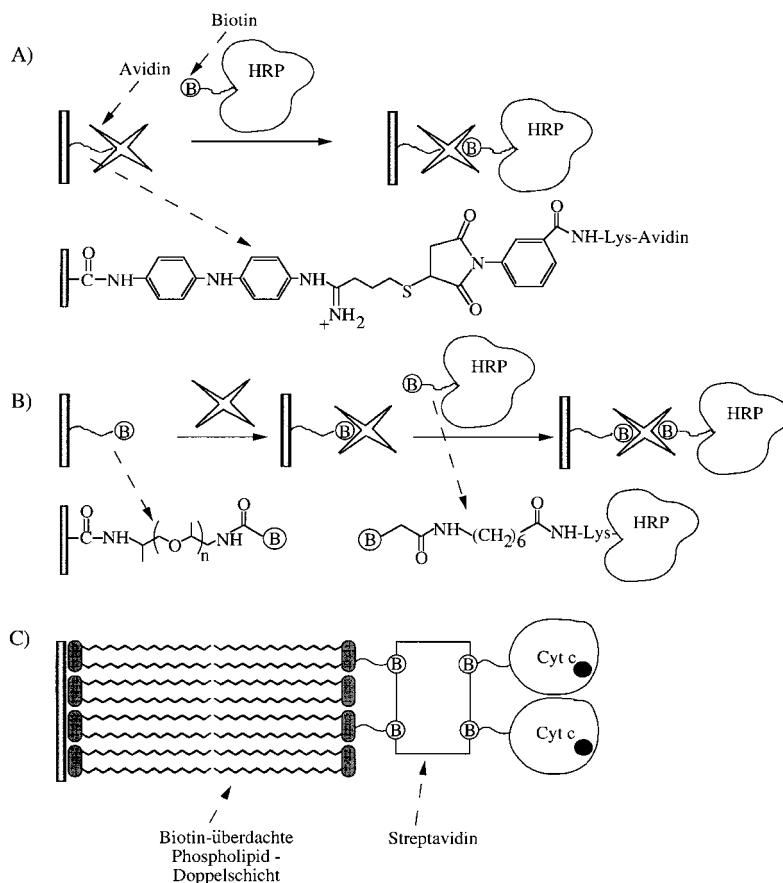 Biotin
A)
Avidin
B
HRP
B
HRP
O
C
NH
NH
NH
+NH2
S
O
N
O
O
NH-Lys-Avidin
B)
B
B
HRP
B
B
B
HRP
O
C
NH
O
n
NH
O
B
B
O
NH
(CH2)6
O
NH-Lys
HRP
C)
B
B
Cyt c
B
B
Cyt c
Biotin-überdachte
Phospholipid -
Doppelschicht
Streptavidin